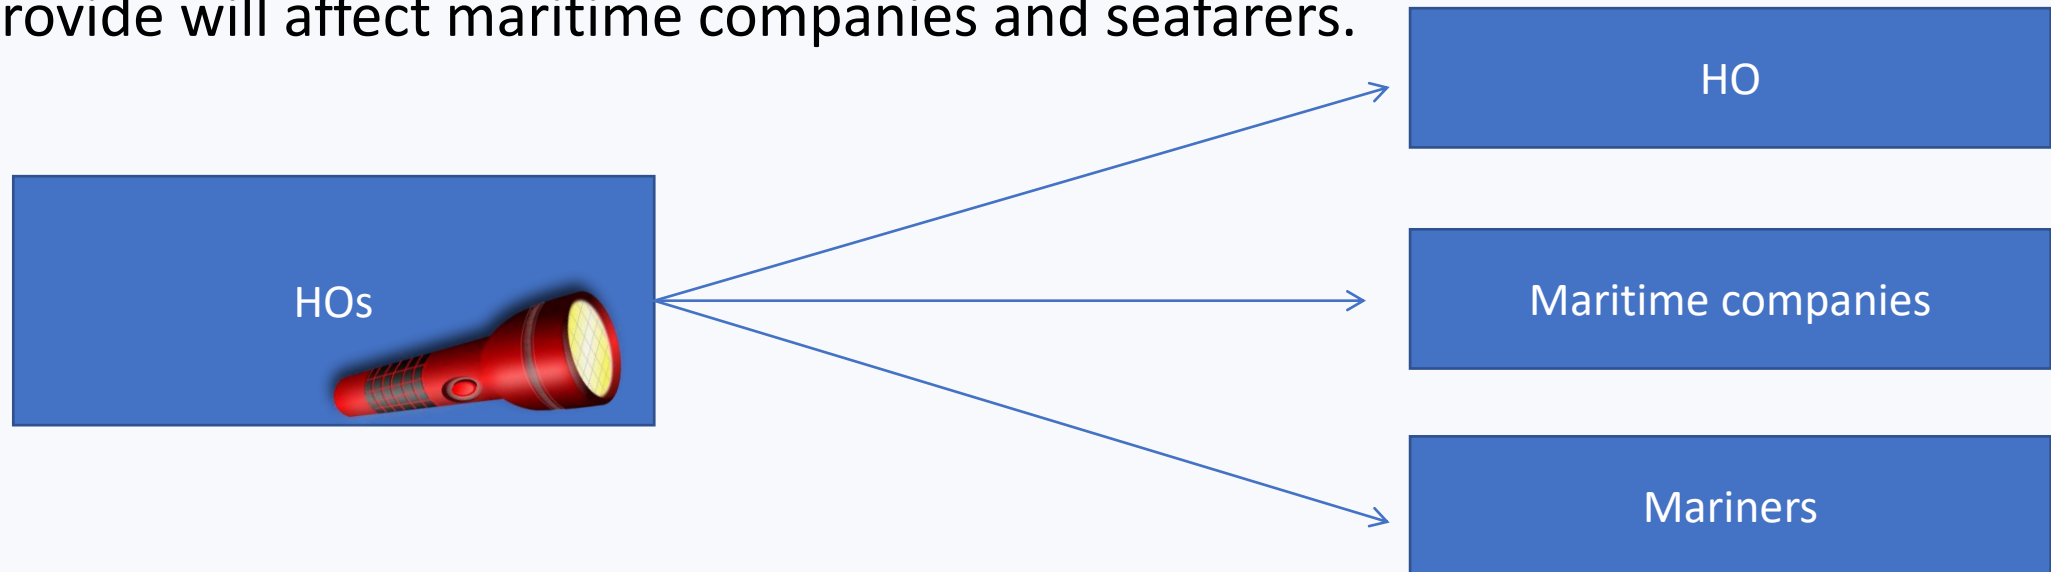 rovide will affect maritime companies and seafarers.
HO
HOs
Maritime companies
Mariners